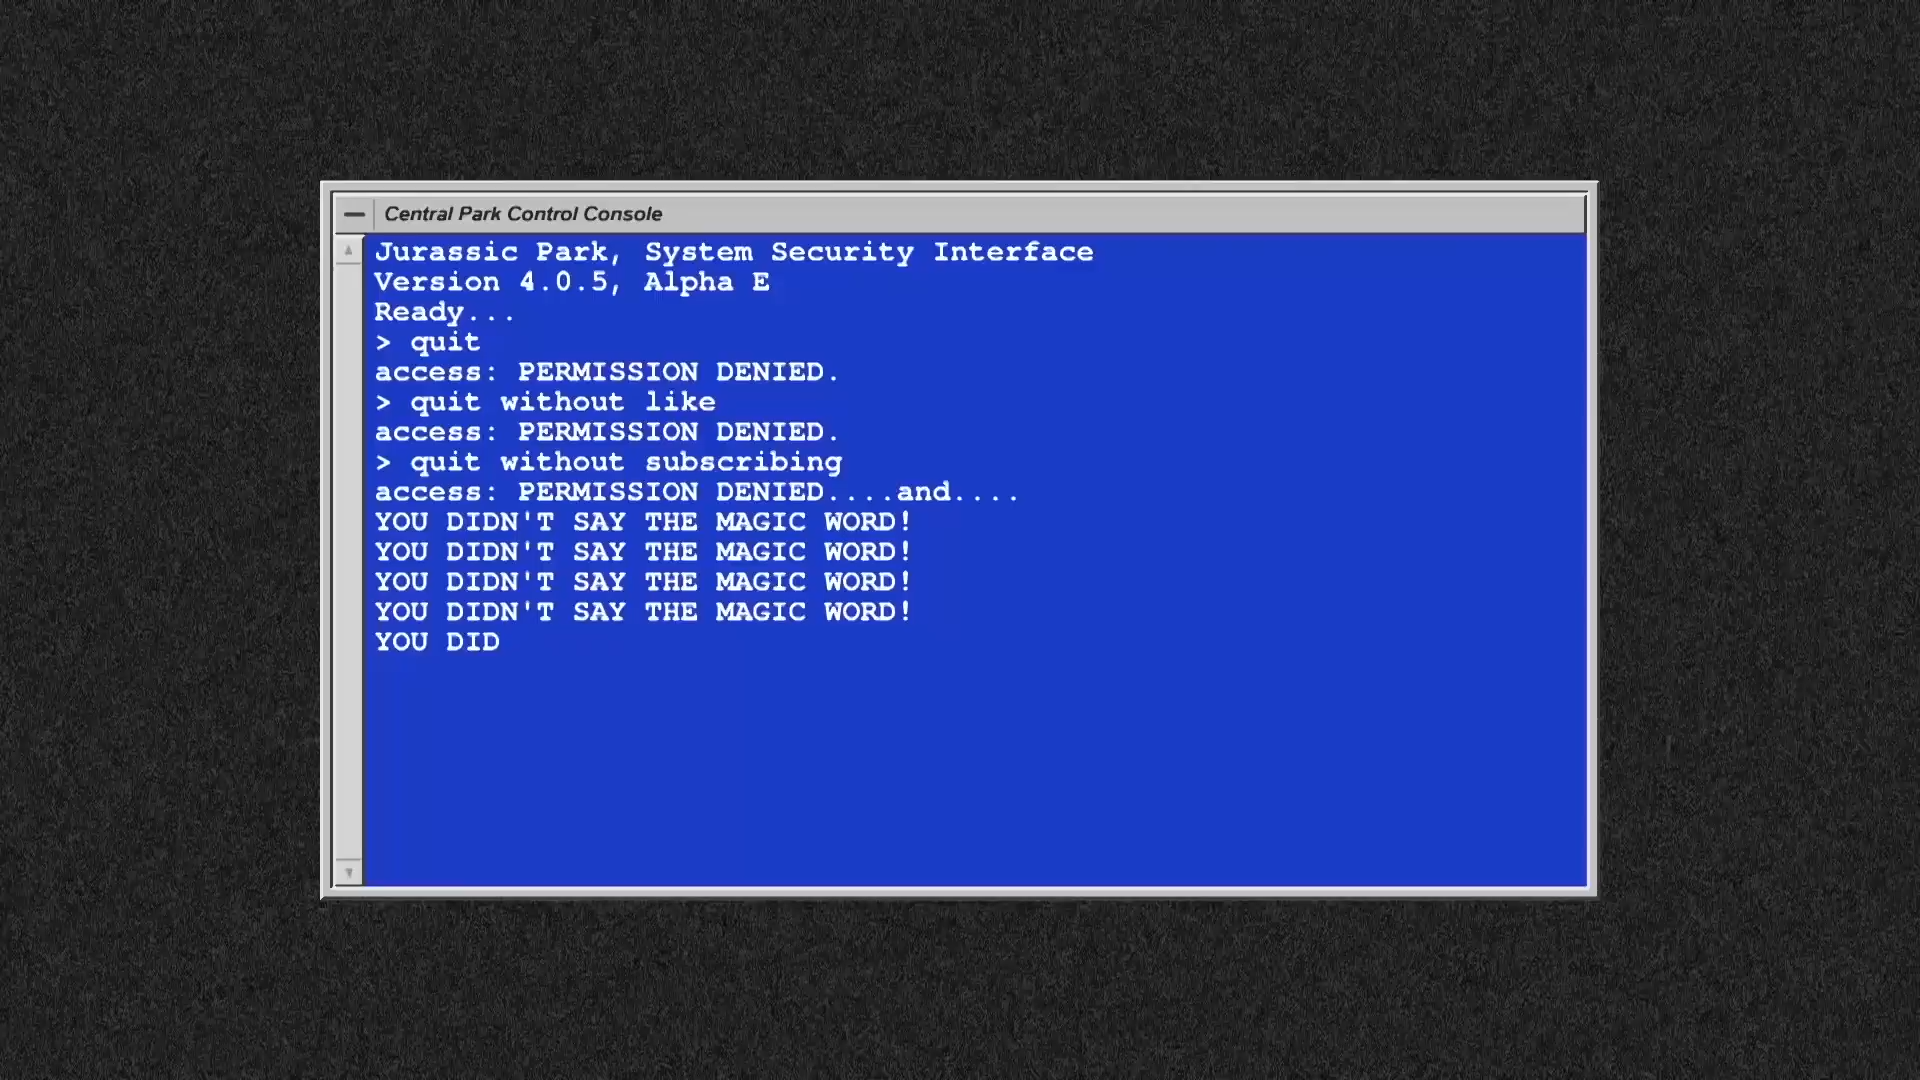 Central Park Control Console
Jurassic Park, System Security Interface
Version 4.0.5, Alpha E
Ready...
> quit
access: PERMISSION DENIED.
> quit without like
access: PERMISSION DENIED.
> quit without subscribing
access: PERMISSION DENIED....and....
YOU DIDN'T SAY THE MAGIC WORD!
YOU DIDN'T SAY THE MAGIC WORD!
YOU DIDN'T SAY THE MAGIC WORD!
YOU DIDN'T SAY THE MAGIC WORD!
YOU DID